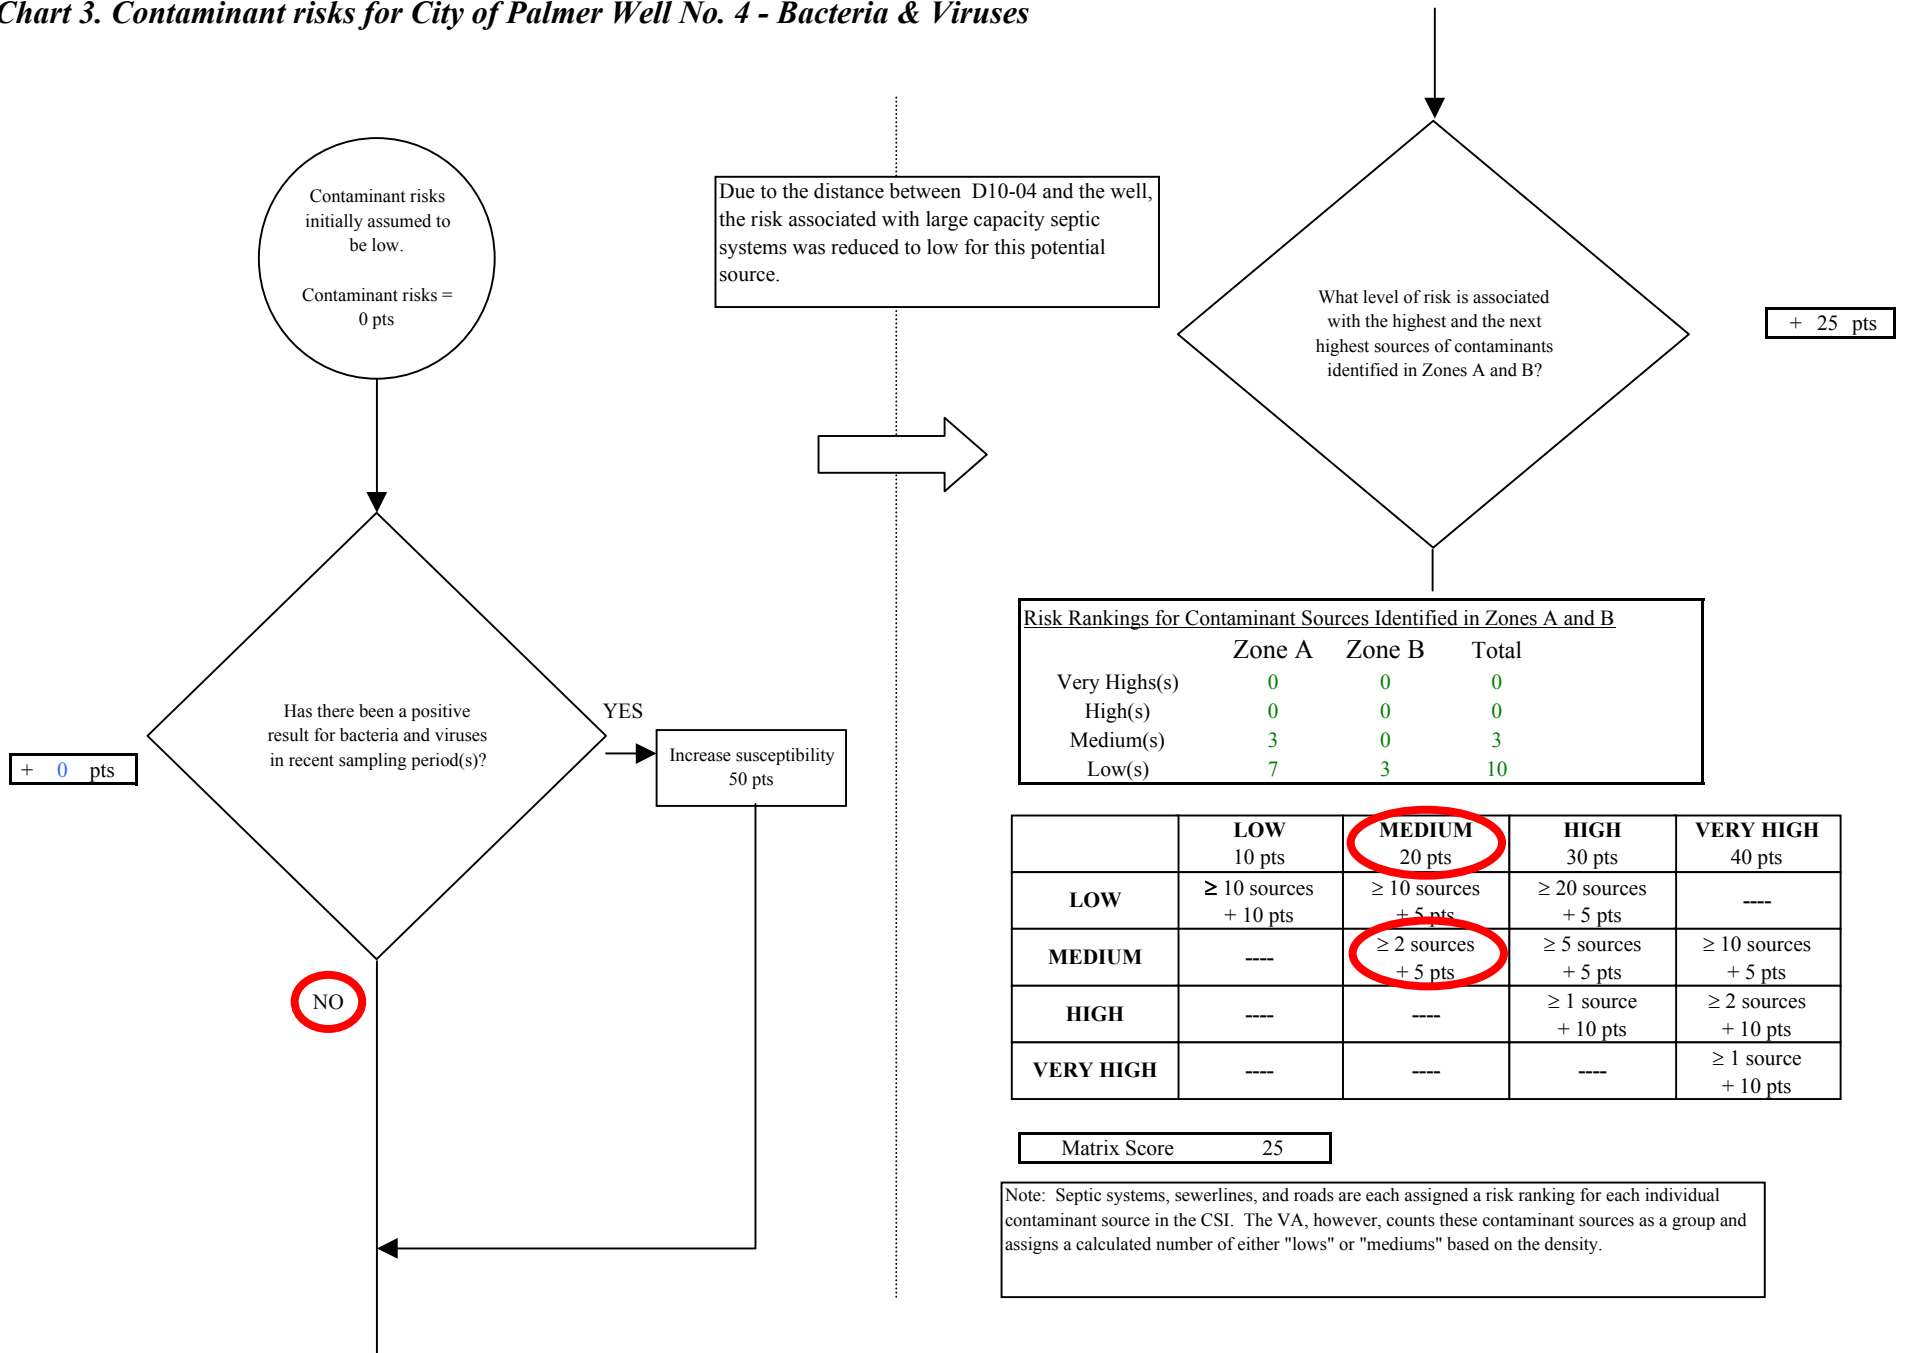 Chart 3. Contaminant risks for City of Palmer Well No. 4 - Bacteria & Viruses
Contaminant risks
initially assumed to
be low.
Contaminant risks =
0 pts
Has there been a positive
result for bacteria and viruses
in recent sampling period(s)?
+ 0 pts
YES
Increase susceptibility
50 pts
NO
Due to the distance between D10-04 and the well,
the risk associated with large capacity septic
systems was reduced to low for this potential
source.
What level of risk is associated
with the highest and the next
highest sources of contaminants
identified in Zones A and B?
+ 25 pts
Risk Rankings for Contaminant Sources Identified in Zones A and B
Zone A Zone B Total
Very Highs(s) 0 0 0
High(s) 0 0 0
Medium(s) 3 0 3
Low(s) 7 3 10
LOW MEDIUM HIGH VERY HIGH
10 pts 20 pts 30 pts 40 pts
LOW ≥ 10 sources ≥ 10 sources ≥ 20 sources ----
+ 10 pts + 5 pts + 5 pts
MEDIUM ---- ≥ 2 sources ≥ 5 sources ≥ 10 sources
+ 5 pts + 5 pts + 5 pts
HIGH ---- ---- ≥ 1 source ≥ 2 sources
+ 10 pts + 10 pts
VERY HIGH ---- ---- ---- ≥ 1 source
+ 10 pts
Matrix Score 25
Note: Septic systems, sewerlines, and roads are each assigned a risk ranking for each individual
contaminant source in the CSI. The VA, however, counts these contaminant sources as a group and
assigns a calculated number of either "lows" or "mediums" based on the density.